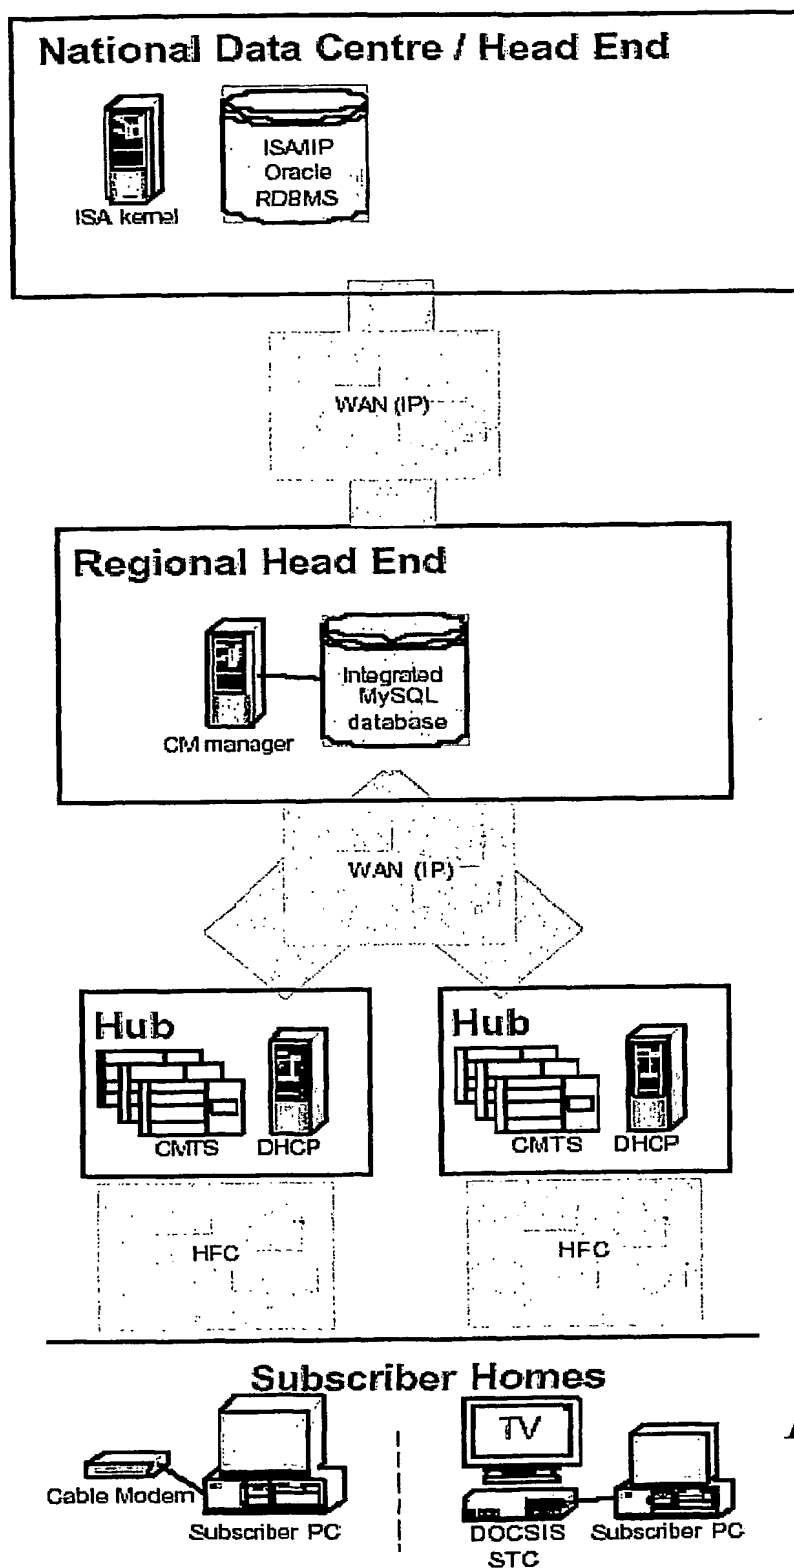 National Data Centre / Head End
ISA/IIP
Oracle
RDBMS
ISA kernel
WAN (IP)
Regional Head End
Integrated
MySQL
database
CM manager
WAN (IP)
Hub
CMTS
DHCP
Hub
CMTS
DHCP
HFC
HFC
Subscriber Homes
TV
Cable Modem
Subscriber PC
DOCSIS
STC
Subscriber PC